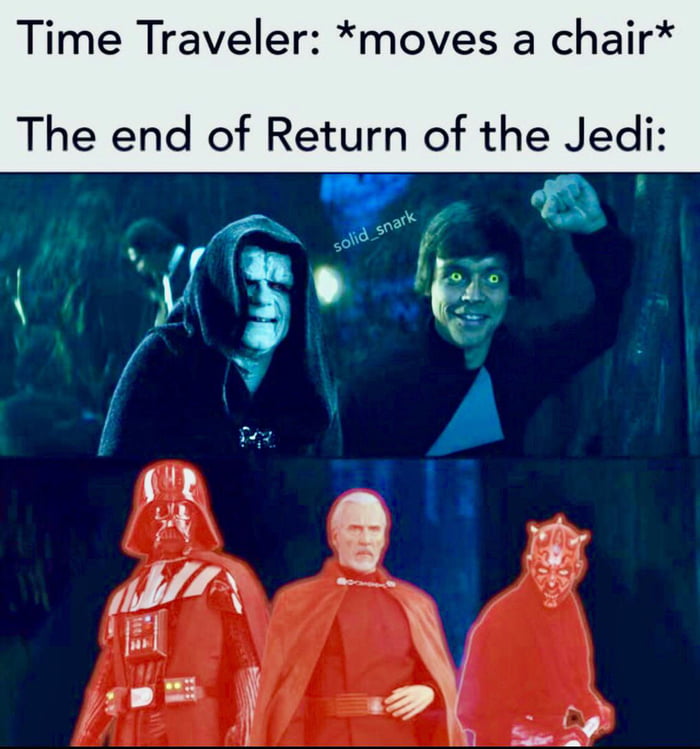 Time Traveler: *moves a chair*
The end of Return of the Jedi:
solid_snark